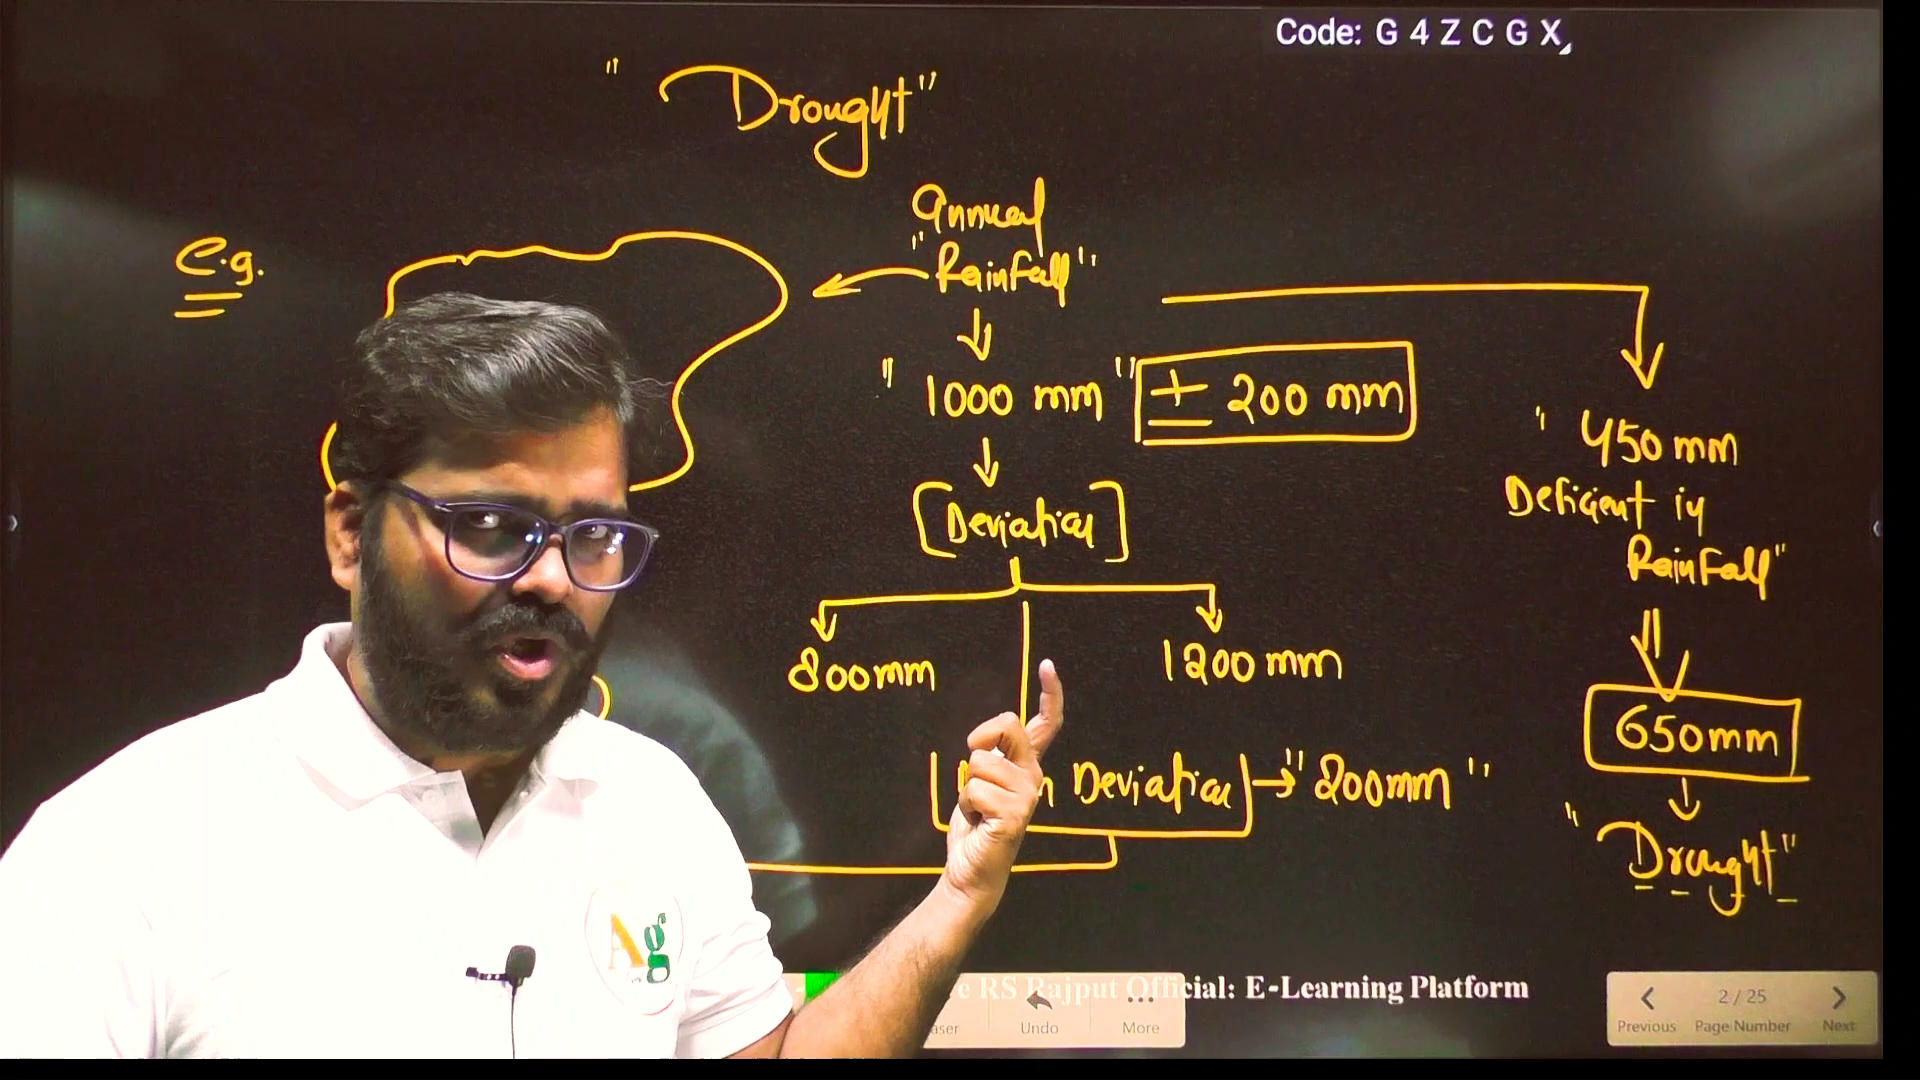 Code: G 4 Z C G X
" Drought"
e.g.
Annual
"Rainfall"
" 1000 mm " ± 200 mm
[Deviation]
800mm
1200 mm
Deviation → "200mm"
" 450 mm
Deficient in
Rainfall"
650mm
" Drought"
Ag
RS Rajput Official: E-Learning Platform
Undo
More
Previous
2 / 25
Page Number
Next